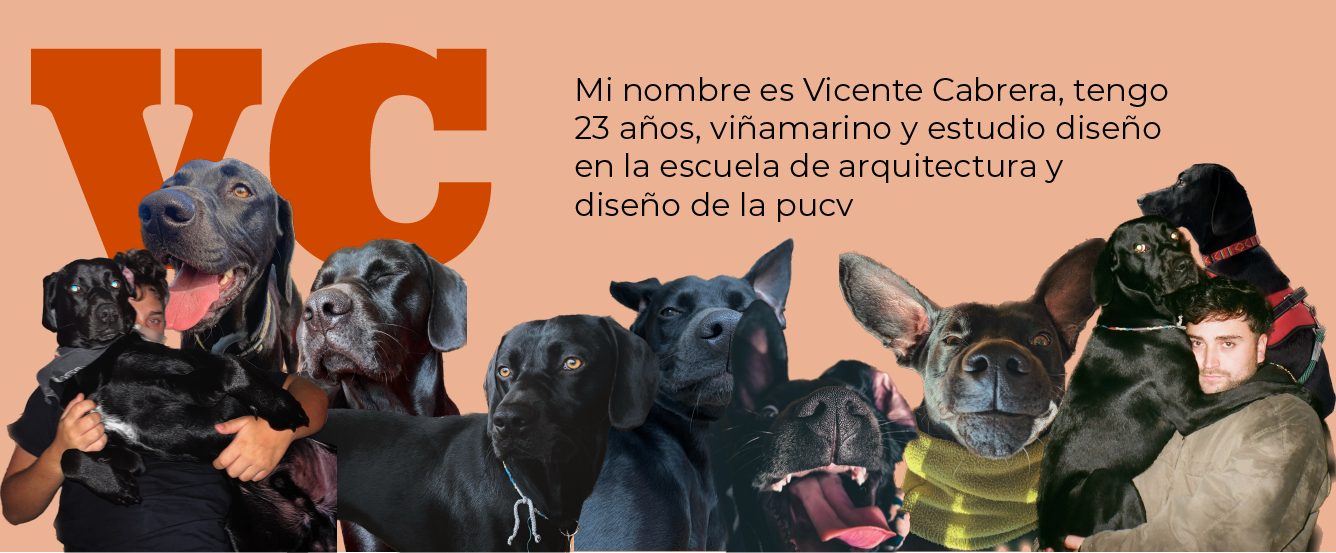 vc
Mi nombre es Vicente Cabrera, tengo
23 años, viñamarino y estudio diseño
en la escuela de arquitectura y
diseño de la pucv